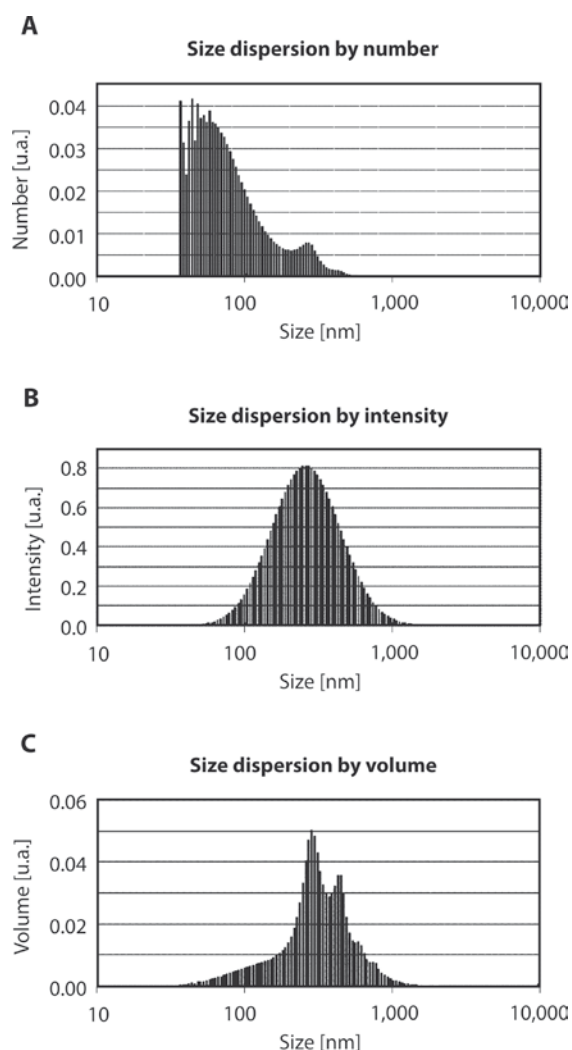 A
Size dispersion by number
0.04
0.03
0.02
0.01
0.00
Number [u.a.]
10 100 1,000 10,000
Size [nm]
B
Size dispersion by intensity
0.8
0.6
0.4
0.2
0.0
Intensity [u.a.]
10 100 1,000 10,000
Size [nm]
C
Size dispersion by volume
0.06
0.04
0.02
0.00
Volume [u.a.]
10 100 1,000 10,000
Size [nm]